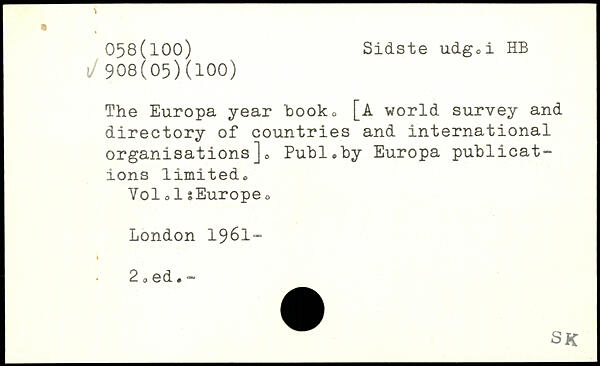 058(100) Sidste udg.i HB
√ 908(05)(100)
The Europa year book. [A world survey and
directory of countries and international
organisations]. Publ.by Europa publicat-
ions limited.
Vol.1:Europe.
London 1961-
2.ed.-
SK